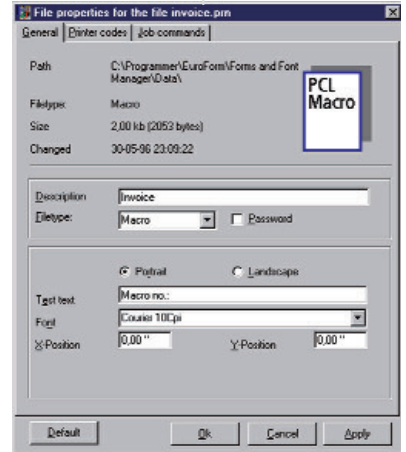 File properties for the file invoice.prn
General Printer codes Job commands
Path C:\Programmer\EuroForm\Forms and Font
Manager\Data\
PCL
Macro
Filetype: Macro
Size 2,00 kb (2053 bytes)
Changed 30-05-96 23:09:22
Description Invoice
Filetype: Macro Password
Portrait Landscape
Test text Macro no.:
Font Courier 10Cpi
X-Position 0,00 " Y-Position 0,00 "
Default Ok Cancel Apply